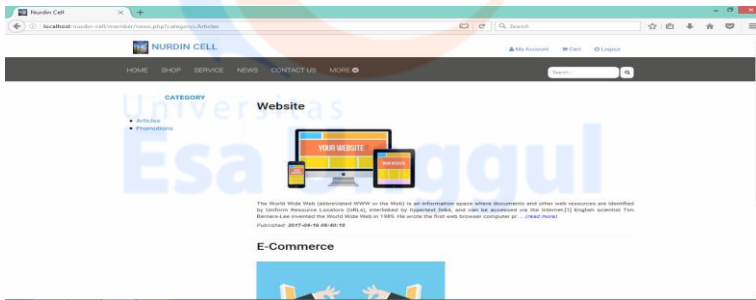 Nurdin Cell
localhost/nurdin-cell/member/news.php?category=Articles
Search
NURDIN CELL
My Account Cart Logout
HOME SHOP SERVICE NEWS CONTACT US MORE
Search...
CATEGORY
Articles
Promotions
Universitas
Esa Unggul
Website
YOUR WEBSITE
YOUR WEBSITE
The World Wide Web (abbreviated WWW or the Web) is an information space where documents and other web resources are identified
by Uniform Resource Locators (URLs), interlinked by hypertext links, and can be accessed via the Internet.[1] English scientist Tim
Berners-Lee invented the World Wide Web in 1989. He wrote the first web browser computer pr... (read more)
Published: 2017-04-16 09:40:15
E-Commerce